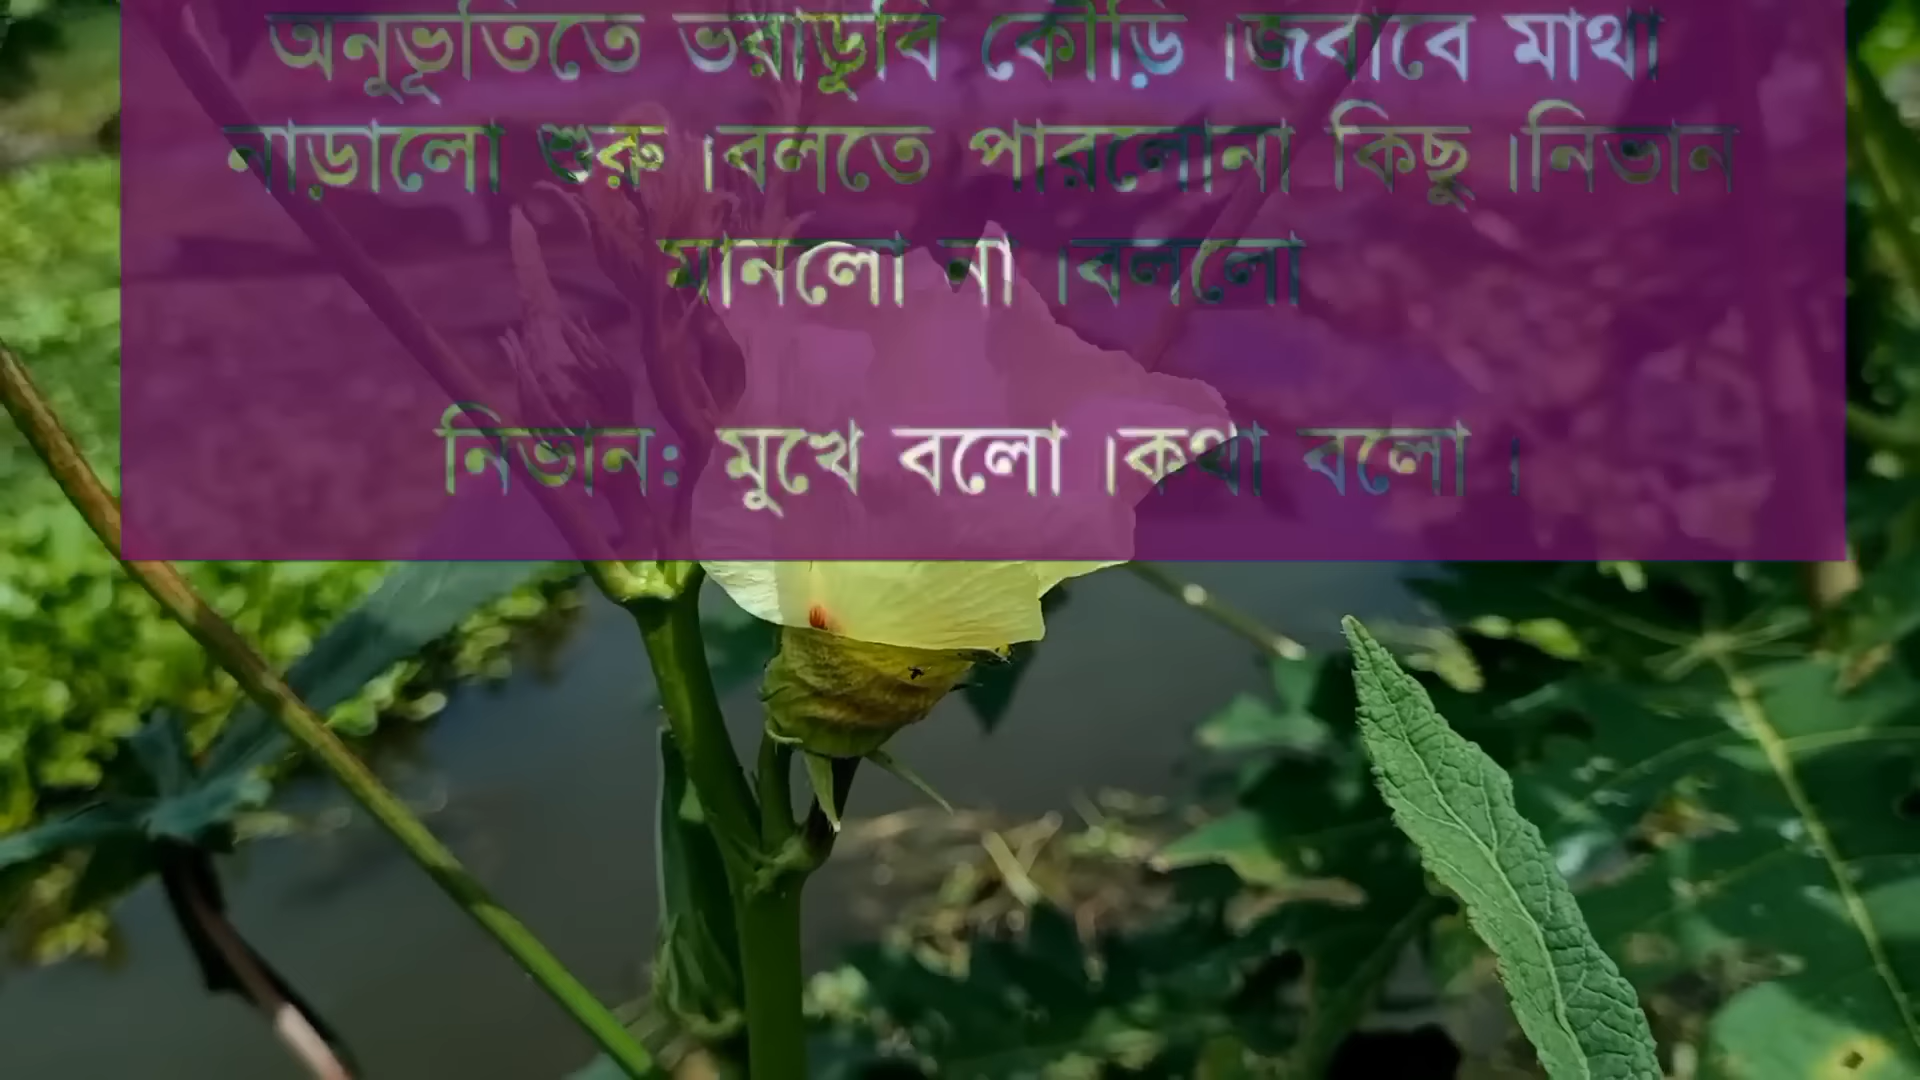 অনুভূতিতে ভরাডুবি কৌড়ি ।জবাবে মাথা
নাড়ালো শুরু ।বলতে পারলোনা কিছু ।নিভান
মানলো না ।বললো
নিভান: মুখে বলো ।কথা বলো ।